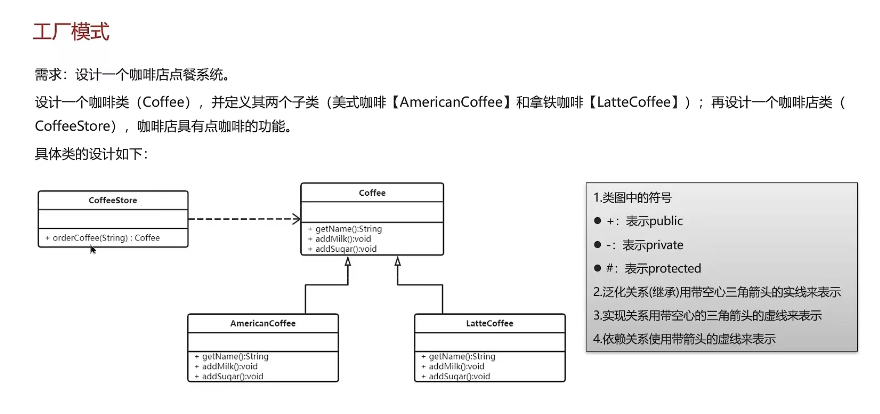 工厂模式
需求：设计一个咖啡店点餐系统。
设计一个咖啡类（Coffee），并定义其两个子类（美式咖啡【AmericanCoffee】和拿铁咖啡【LatteCoffee】）；再设计一个咖啡店类（
CoffeeStore），咖啡店具有点咖啡的功能。
具体类的设计如下：
CoffeeStore
+ orderCoffee(String) : Coffee
Coffee
+ getName():String
+ addMilk():void
+ addSugar():void
AmericanCoffee
+ getName():String
+ addMilk():void
+ addSugar():void
LatteCoffee
+ getName():String
+ addMilk():void
+ addSugar():void
1.类图中的符号
● +：表示public
● -：表示private
● #：表示protected
2.泛化关系(继承)用带空心三角箭头的实线来表示
3.实现关系用带空心的三角箭头的虚线来表示
4.依赖关系使用带箭头的虚线来表示